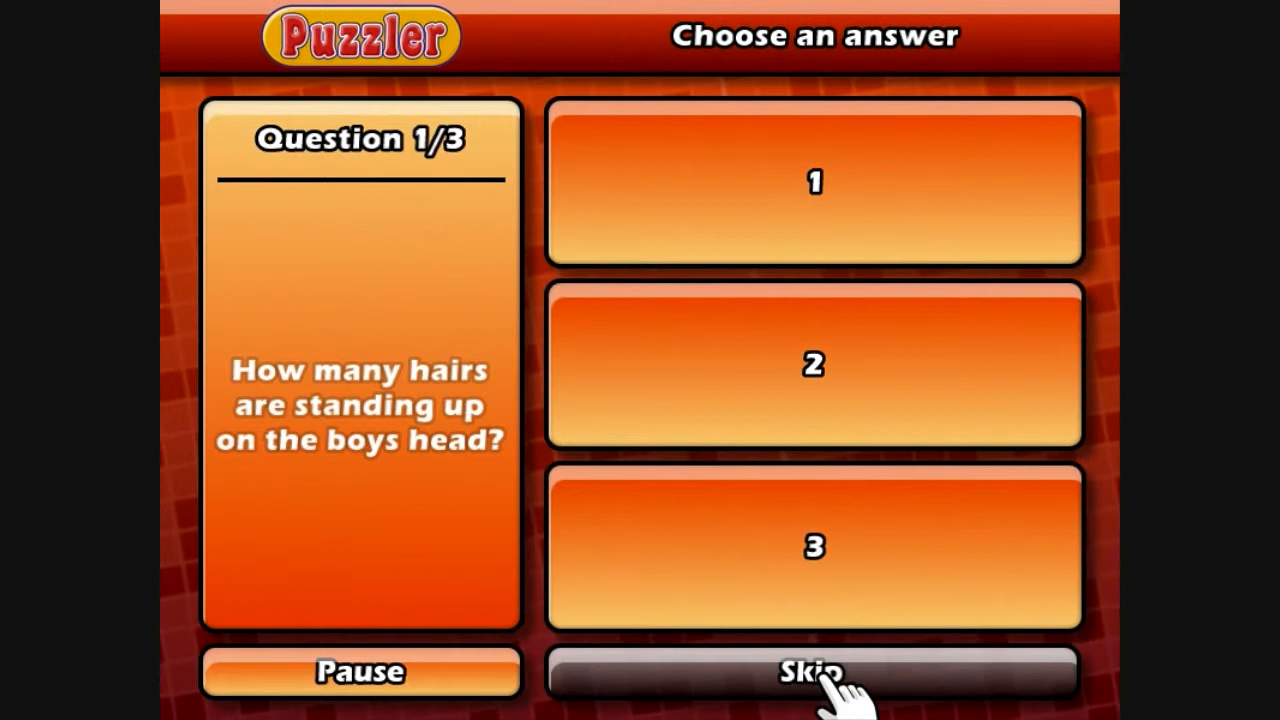 Puzzler
Choose an answer
Question 1/3
How many hairs
are standing up
on the boys head?
1
2
3
Pause
Skip